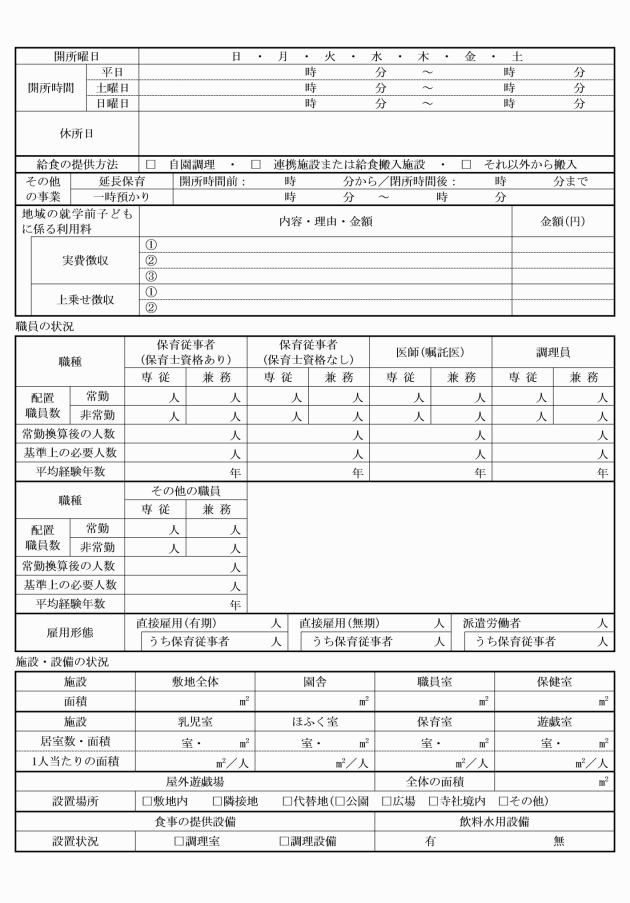 開所曜日 日 ・ 月 ・ 火 ・ 水 ・ 木 ・ 金 ・ 土
開所時間 平日 時 分 ～ 時 分
土曜日 時 分 ～ 時 分
日曜日 時 分 ～ 時 分
休所日
給食の提供方法 □ 自園調理 ・ □ 連携施設または給食搬入施設 ・ □ それ以外から搬入
その他の事業 延長保育 開所時間前： 時 分から／閉所時間後： 時 分まで
一時預かり 時 分 ～ 時 分
地域の就学前子ども
に係る利用料 内容・理由・金額 金額(円)
実費徴収 ①
②
③
上乗せ徴収 ①
②
職員の状況
職種 保育従事者 保育従事者 医師(嘱託医) 調理員
(保育士資格あり) (保育士資格なし)
専 従 兼 務 専 従 兼 務 専 従 兼 務 専 従 兼 務
配置職員数 常勤 人 人 人 人 人 人 人 人
非常勤 人 人 人 人 人 人 人 人
常勤換算後の人数 人 人 人 人
基準上の必要人数 人 人 人 人
平均経験年数 年 年 年 年
職種 その他の職員
専 従 兼 務
配置職員数 常勤 人 人
非常勤 人 人
常勤換算後の人数 人
基準上の必要人数 人
平均経験年数 年
雇用形態 直接雇用(有期) 人 直接雇用(無期) 人 派遣労働者 人
うち保育従事者 人 うち保育従事者 人 うち保育従事者 人
施設・設備の状況
施設 敷地全体 園舎 職員室 保健室
面積 ㎡ ㎡ ㎡ ㎡
施設 乳児室 ほふく室 保育室 遊戯室
居室数・面積 室・ ㎡ 室・ ㎡ 室・ ㎡ 室・ ㎡
1人当たりの面積 ㎡／人 ㎡／人 ㎡／人 ㎡／人
屋外遊戯場 全体の面積 ㎡
設置場所 □敷地内 □隣接地 □代替地(□公園 □広場 □寺社境内 □その他)
食事の提供設備 飲料水用設備
設置状況 □調理室 □調理設備 有 無